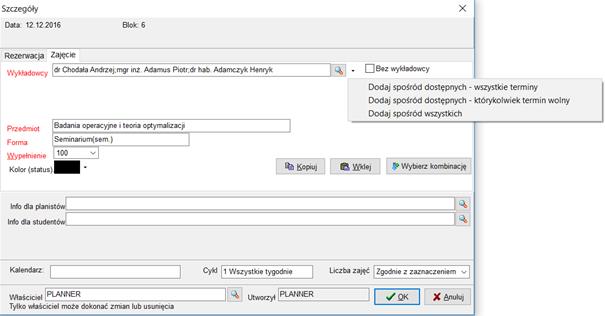 Szczegóły
Data: 12.12.2016 Blok: 6
Rezerwacja Zajęcie
Wykładowcy dr Chodała Andrzej;mgr inż. Adamus Piotr;dr hab. Adamczyk Henryk Bez wykładowcy
Dodaj spośród dostępnych - wszystkie terminy
Dodaj spośród dostępnych - którykolwiek termin wolny
Dodaj spośród wszystkich
Przedmiot Badania operacyjne i teoria optymalizacji
Forma Seminarium(sem.)
Wypełnienie 100
Kolor (status) Kopiuj Wklej Wybierz kombinację
Info dla planistów
Info dla studentów
Kalendarz: Cykl 1 Wszystkie tygodnie Liczba zajęć Zgodnie z zaznaczeniem
Właściciel PLANNER Utworzył PLANNER OK Anuluj
Tylko właściciel może dokonać zmian lub usunięcia